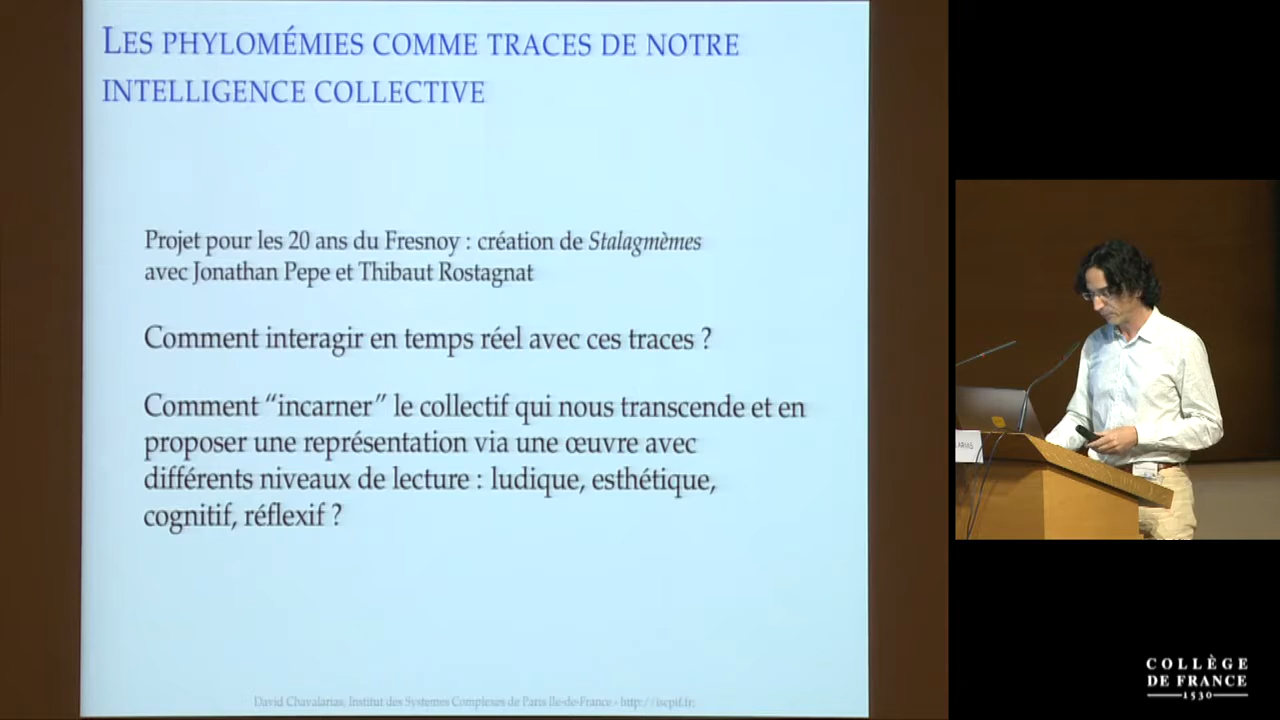 LES PHYLOMÉMIES COMME TRACES DE NOTRE
INTELLIGENCE COLLECTIVE
Projet pour les 20 ans du Fresnoy : création de Stalagmèmes
avec Jonathan Pepe et Thibaut Rostagnat
Comment interagir en temps réel avec ces traces ?
Comment “incarner” le collectif qui nous transcende et en
proposer une représentation via une œuvre avec
différents niveaux de lecture : ludique, esthétique,
cognitif, réflexif ?
David Chavalarias, Institut des Systemes Complexes de Paris Ile-de-France - http://iscpif.fr;
ARIAS
COLLÈGE
DE FRANCE
1530